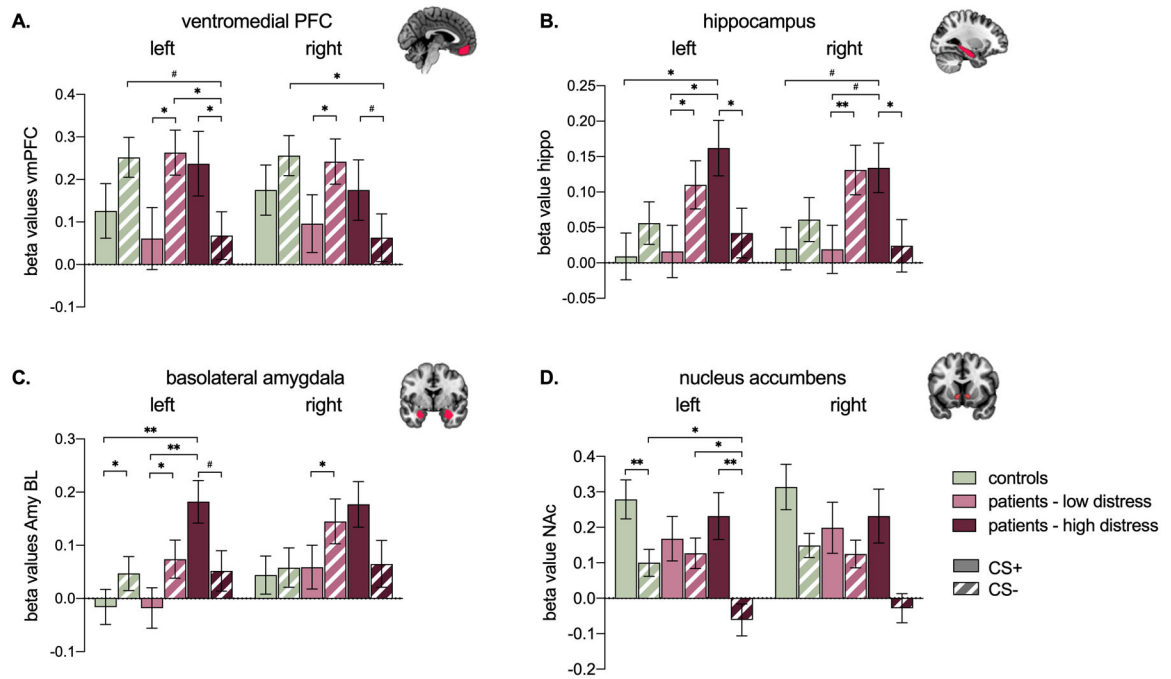 A.
ventromedial PFC
left
right
#
*
*
*
*
*
#
0.4
0.3
0.2
0.1
0.0
-0.1
beta values vmPFC
B.
hippocampus
left
right
*
#
*
#
*
*
**
*
0.25
0.20
0.15
0.10
0.05
0.00
-0.05
beta value hippo
C.
basolateral amygdala
left
right
**
**
*
*
#
*
0.3
0.2
0.1
0.0
-0.1
beta values Amy BL
D.
nucleus accumbens
left
right
*
*
**
**
0.4
0.3
0.2
0.1
0.0
-0.1
-0.2
beta value NAc
controls
patients - low distress
patients - high distress
CS+
CS-